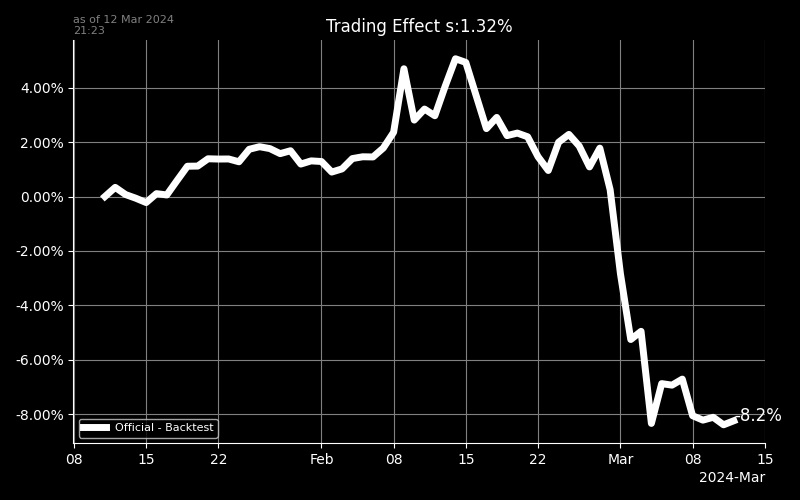 as of 12 Mar 2024
21:23
Trading Effect s:1.32%
4.00%
2.00%
0.00%
-2.00%
-4.00%
-6.00%
-8.00%
-8.2%
Official - Backtest
08 15 22 Feb 08 15 22 Mar 08 15
2024-Mar